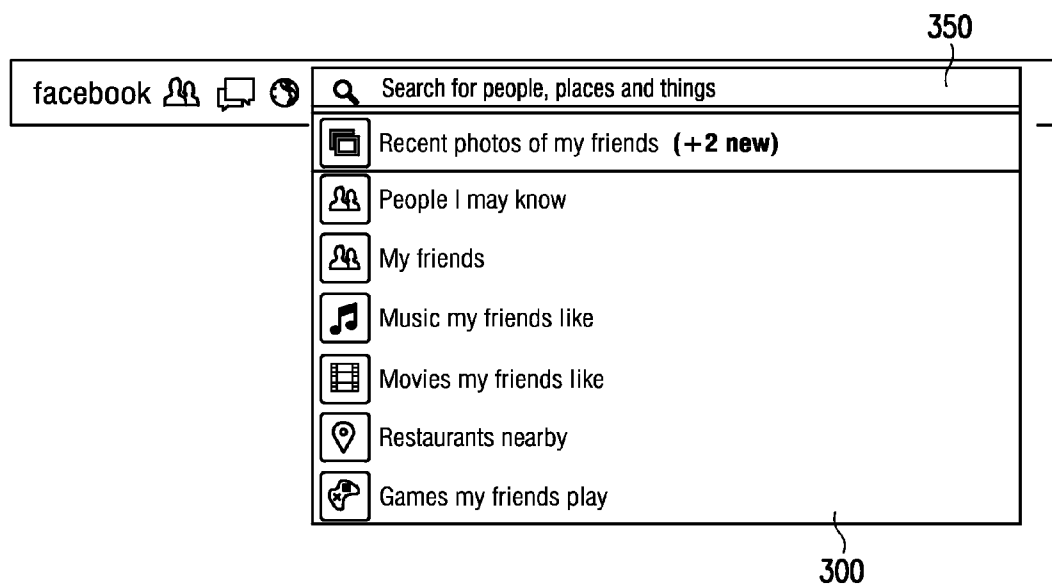 350
facebook
Search for people, places and things
Recent photos of my friends (+2 new)
People I may know
My friends
Music my friends like
Movies my friends like
Restaurants nearby
Games my friends play
300